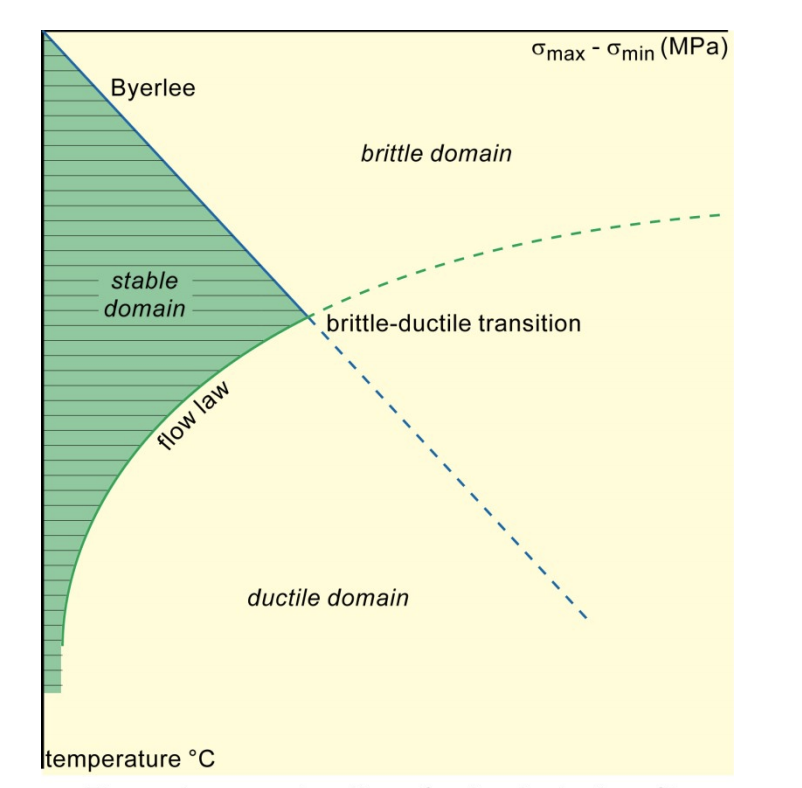 σmax - σmin (MPa)
Byerlee
brittle domain
stable
domain
brittle-ductile transition
flow law
ductile domain
temperature °C